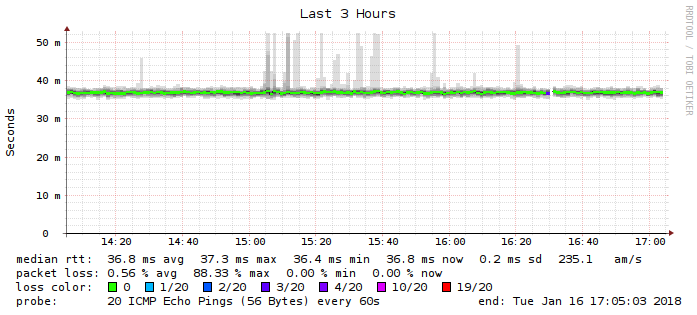 Last 3 Hours
RRDTOOL / TOBI OETIKER
Seconds
50 m
40 m
30 m
20 m
10 m
0
14:20 14:40 15:00 15:20 15:40 16:00 16:20 16:40 17:00
median rtt: 36.8 ms avg 37.3 ms max 36.4 ms min 36.8 ms now 0.2 ms sd 235.1 am/s
packet loss: 0.56 % avg 88.33 % max 0.00 % min 0.00 % now
loss color: 0 1/20 2/20 3/20 4/20 10/20 19/20
probe: 20 ICMP Echo Pings (56 Bytes) every 60s end: Tue Jan 16 17:05:03 2018